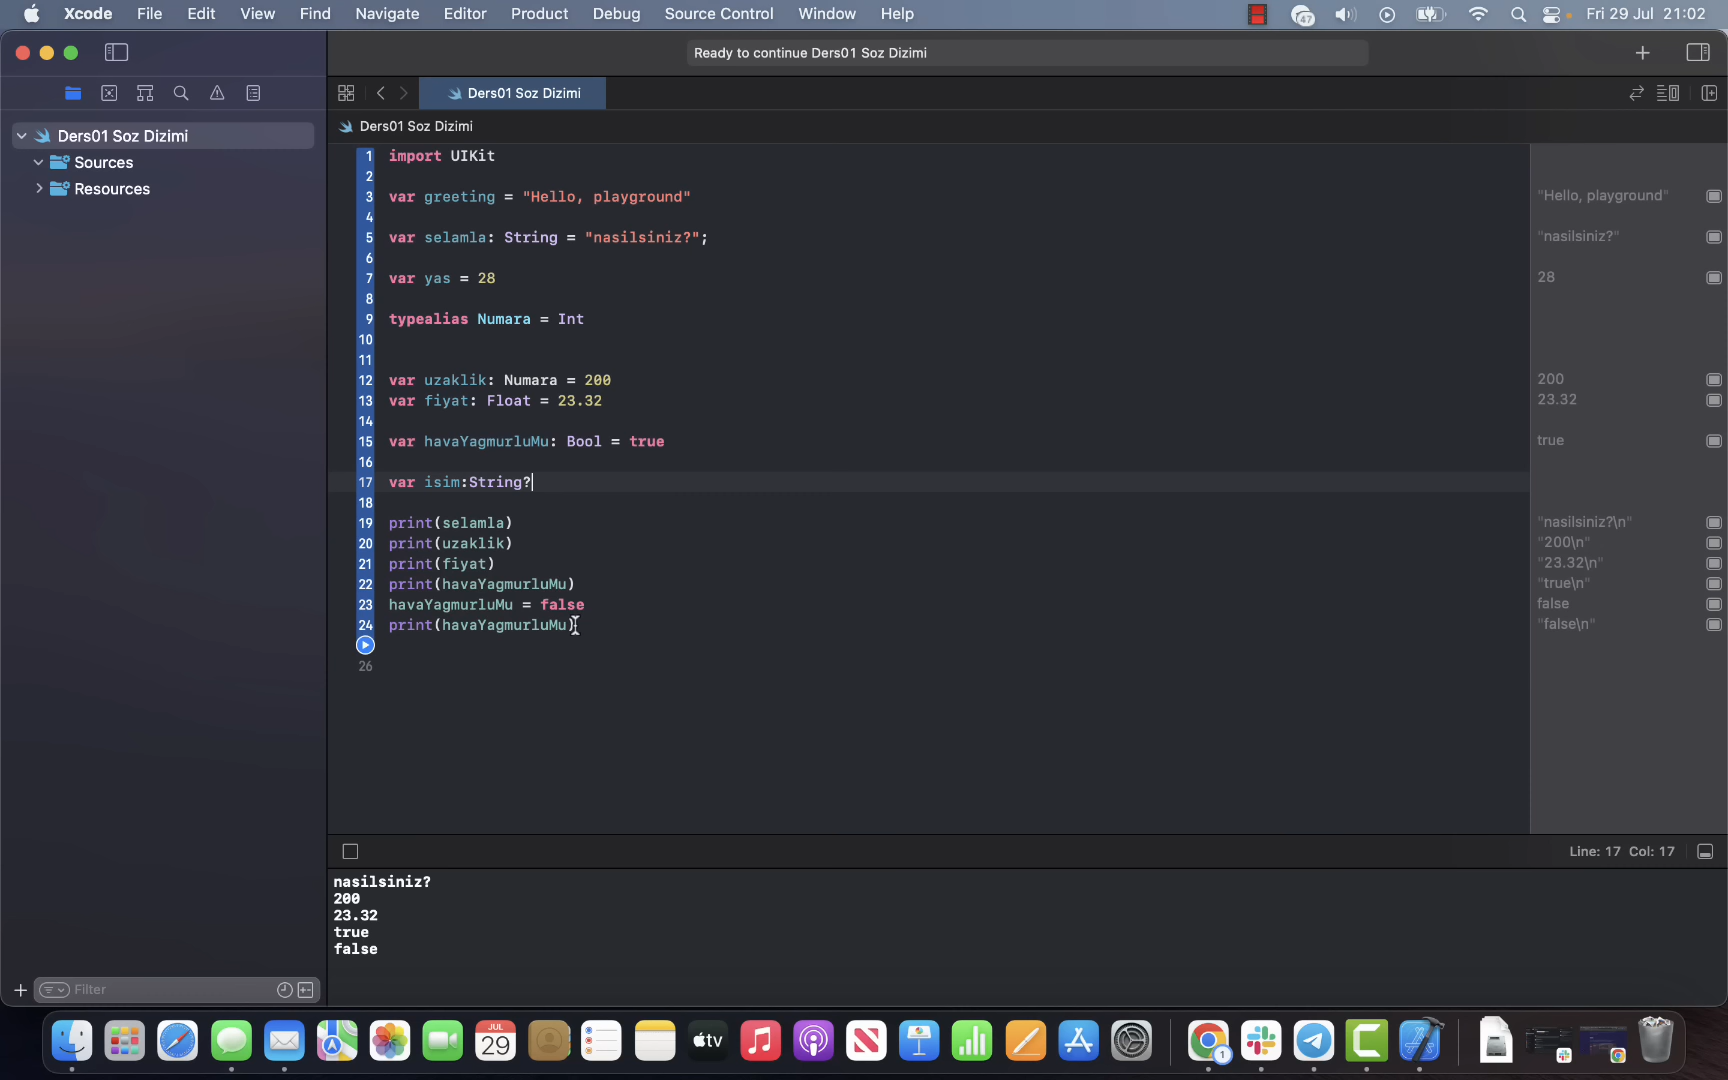 Xcode File Edit View Find Navigate Editor Product Debug Source Control Window Help
47
Fri 29 Jul 21:02
Ready to continue Ders01 Soz Dizimi
Ders01 Soz Dizimi
Ders01 Soz Dizimi
Ders01 Soz Dizimi
Sources
Resources
1 import UIKit
2
3 var greeting = "Hello, playground"
4
5 var selamla: String = "nasilsiniz?";
6
7 var yas = 28
8
9 typealias Numara = Int
10
11
12 var uzaklik: Numara = 200
13 var fiyat: Float = 23.32
14
15 var havaYagmurluMu: Bool = true
16
17 var isim:String?
18
19 print(selamla)
20 print(uzaklik)
21 print(fiyat)
22 print(havaYagmurluMu)
23 havaYagmurluMu = false
24 print(havaYagmurluMu)
26
"Hello, playground"
"nasilsiniz?"
28
200
23.32
true
"nasilsiniz?\n"
"200\n"
"23.32\n"
"true\n"
false
"false\n"
Line: 17 Col: 17
nasilsiniz?
200
23.32
true
false
Filter
JUL
29
tv
1